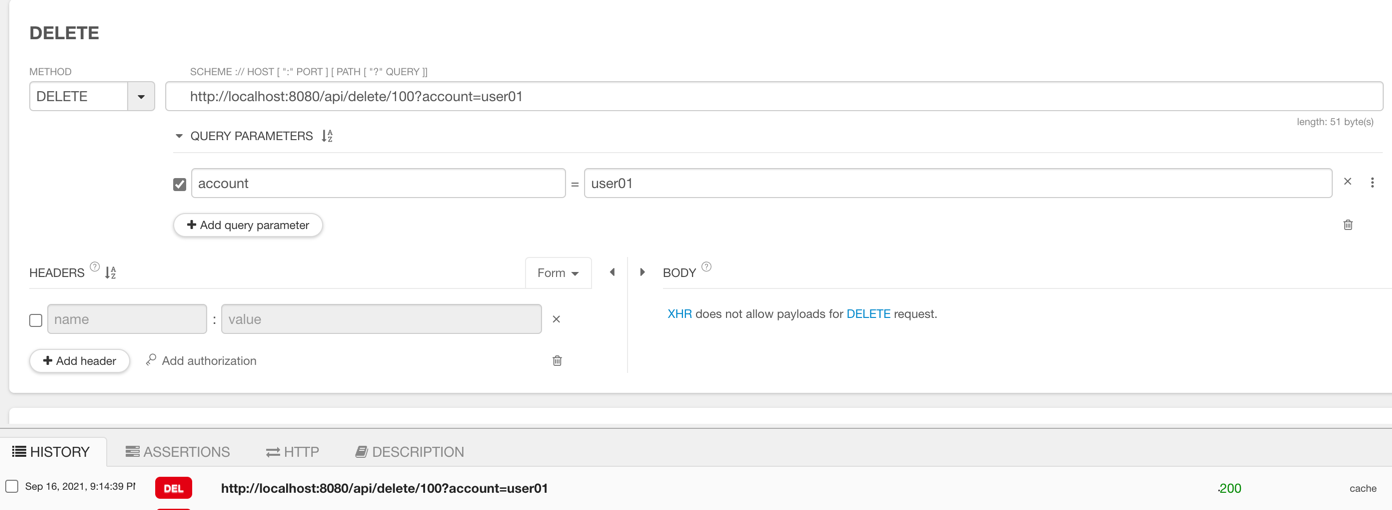 DELETE
METHOD
SCHEME :// HOST [ ":" PORT ] [ PATH [ "?" QUERY ]]
DELETE
http://localhost:8080/api/delete/100?account=user01
length: 51 byte(s)
QUERY PARAMETERS
account = user01
+ Add query parameter
HEADERS ?
Form
BODY ?
name : value
XHR does not allow payloads for DELETE request.
+ Add header
Add authorization
HISTORY
ASSERTIONS
HTTP
DESCRIPTION
Sep 16, 2021, 9:14:39 
DEL
http://localhost:8080/api/delete/100?account=user01
200
cache